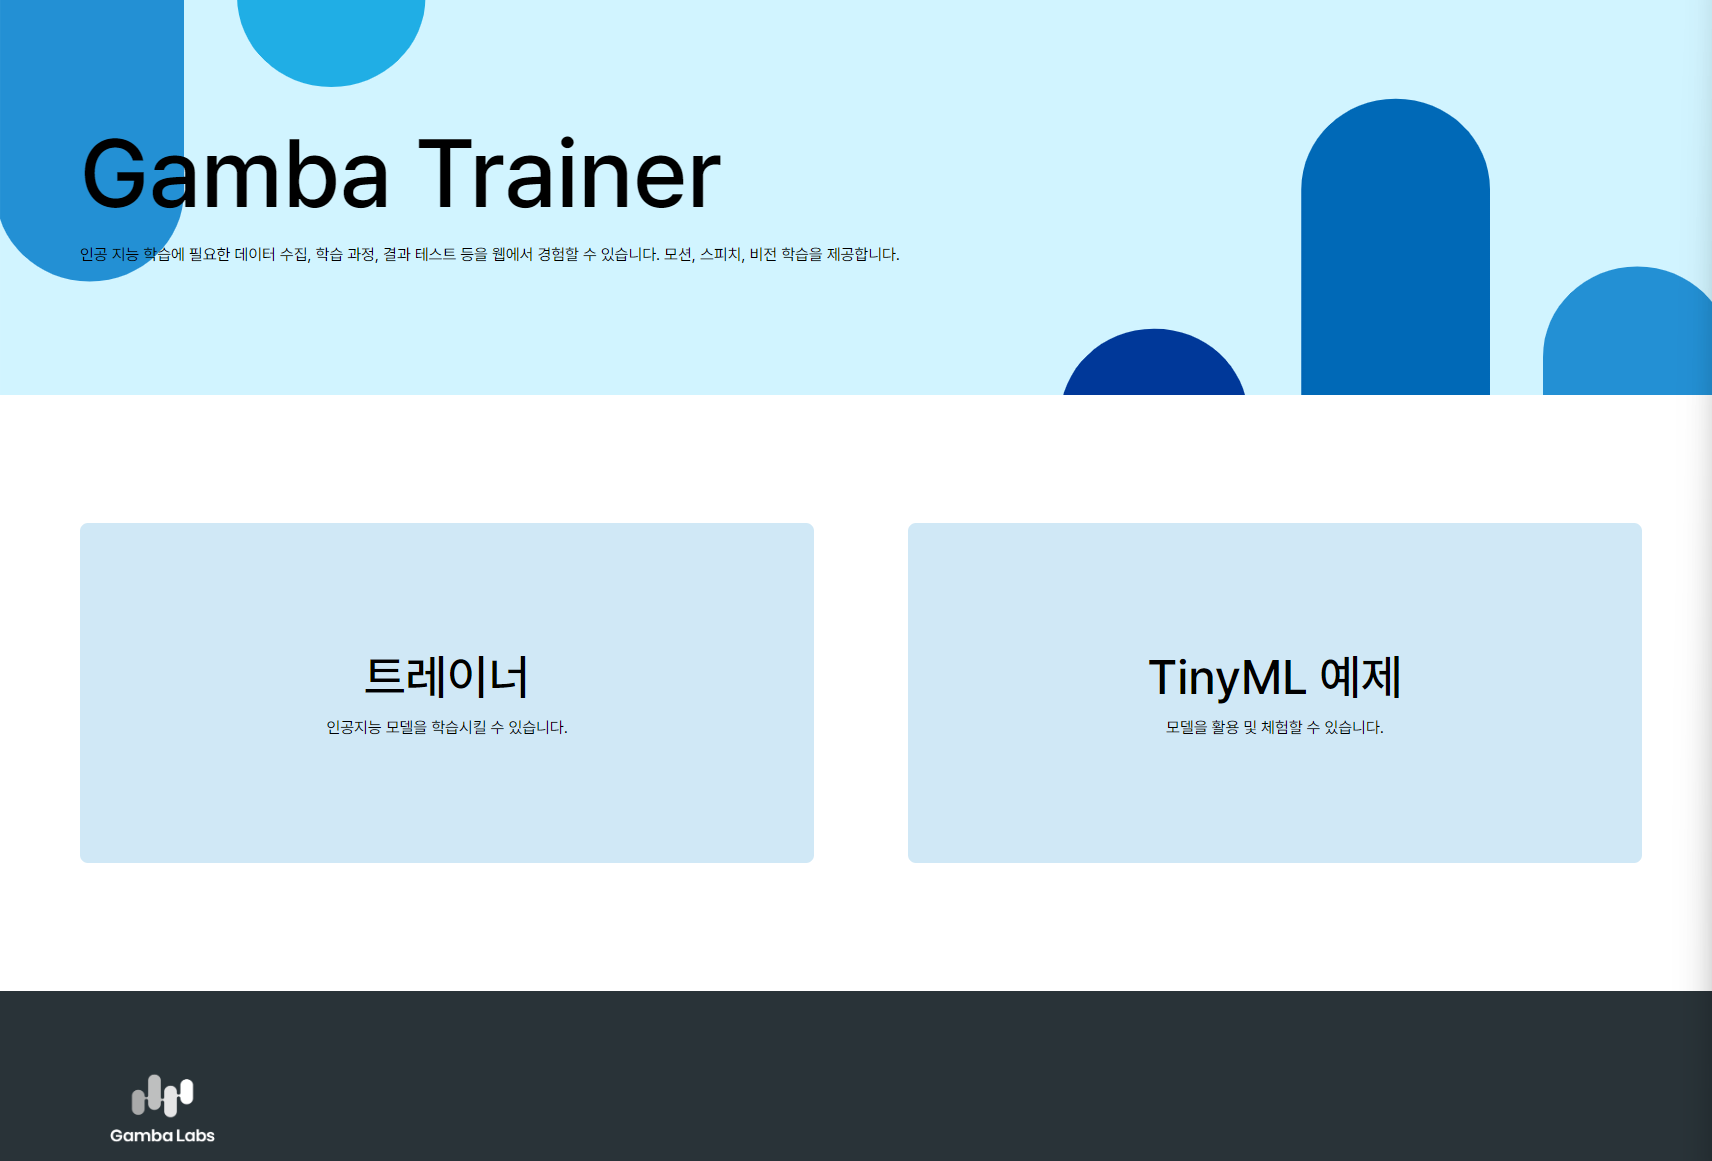 Gamba Trainer
인공 지능 학습에 필요한 데이터 수집, 학습 과정, 결과 테스트 등을 웹에서 경험할 수 있습니다. 모션, 스피치, 비전 학습을 제공합니다.
트레이너
인공지능 모델을 학습시킬 수 있습니다.
TinyML 예제
모델을 활용 및 체험할 수 있습니다.
Gamba Labs